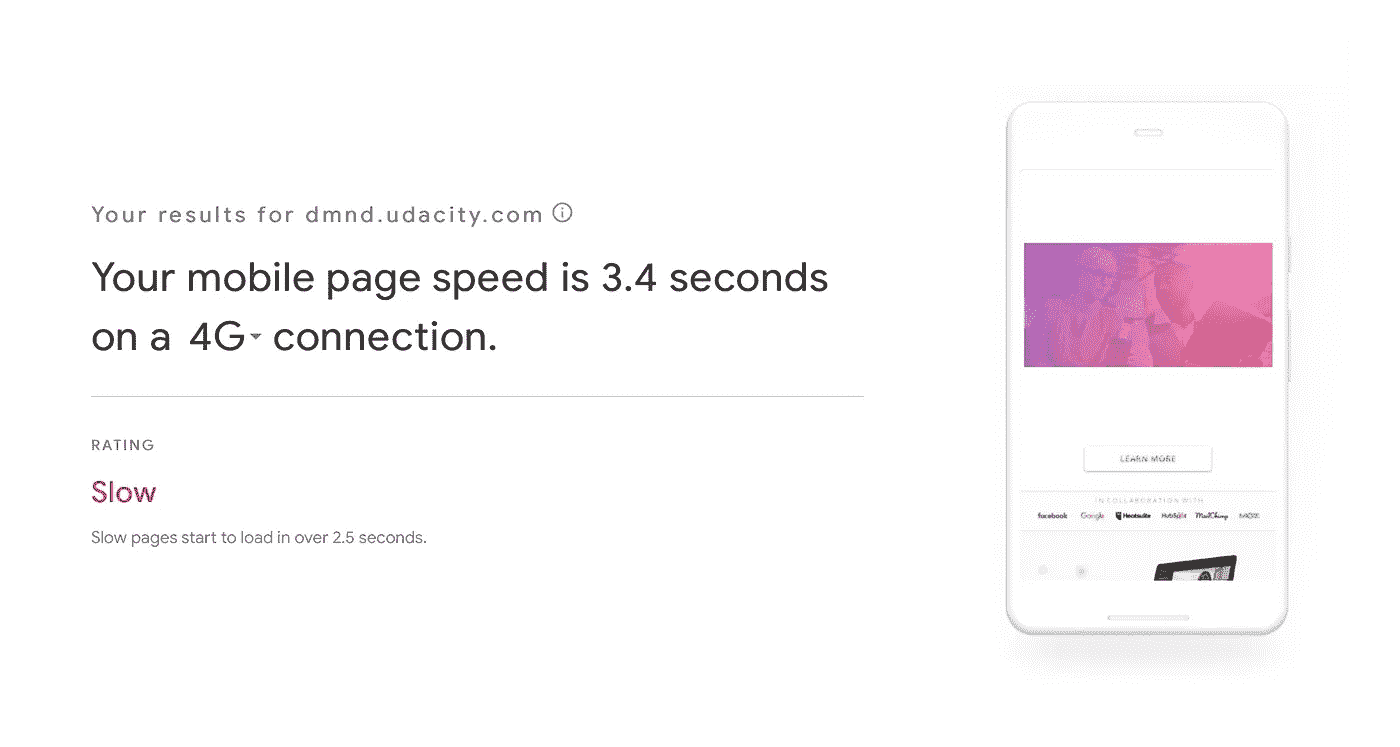 Your results for dmnd.udacity.com
Your mobile page speed is 3.4 seconds
on a 4G connection.
RATING
Slow
Slow pages start to load in over 2.5 seconds.
LEARN MORE
IN COLLABORATION WITH
facebook Google Hootsuite HubSpot MailChimp